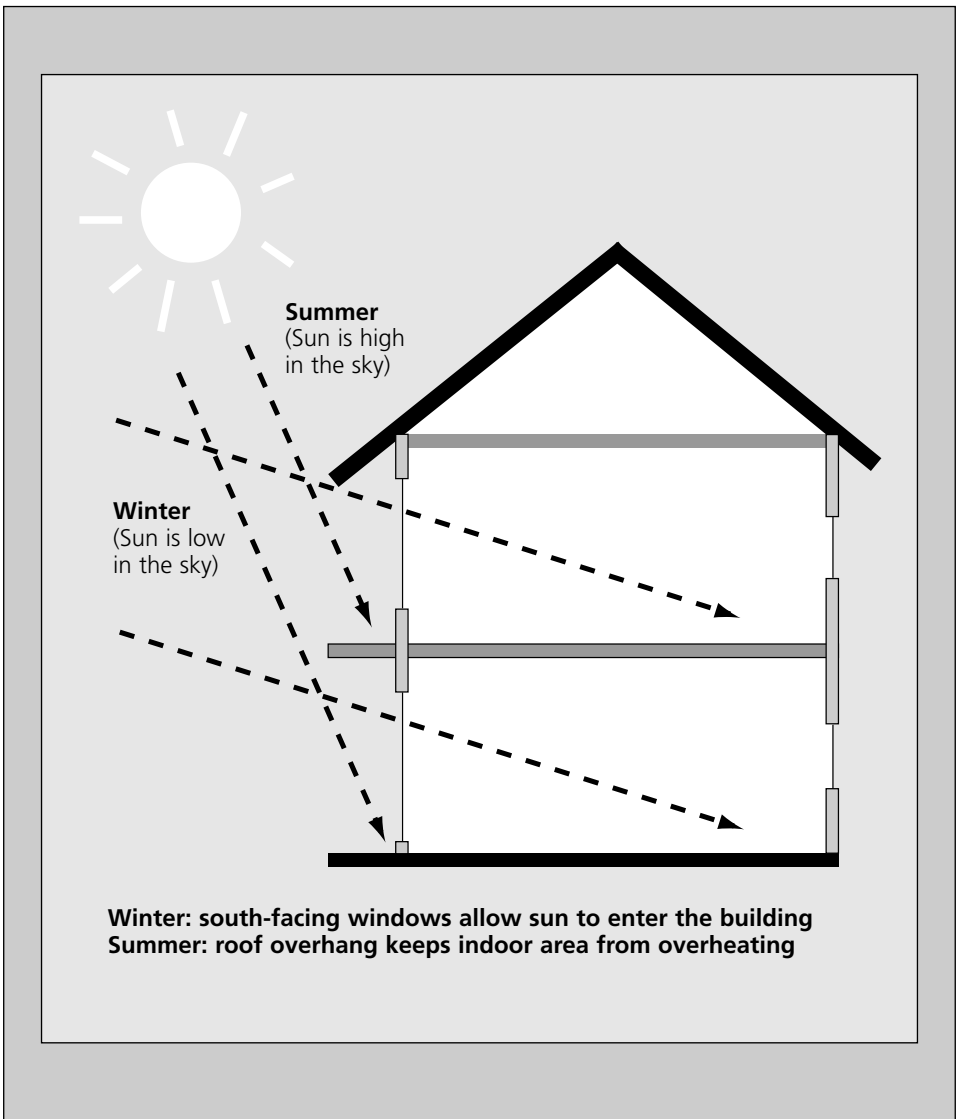 Summer
(Sun is high
in the sky)
Winter
(Sun is low
in the sky)
Winter: south-facing windows allow sun to enter the building
Summer: roof overhang keeps indoor area from overheating